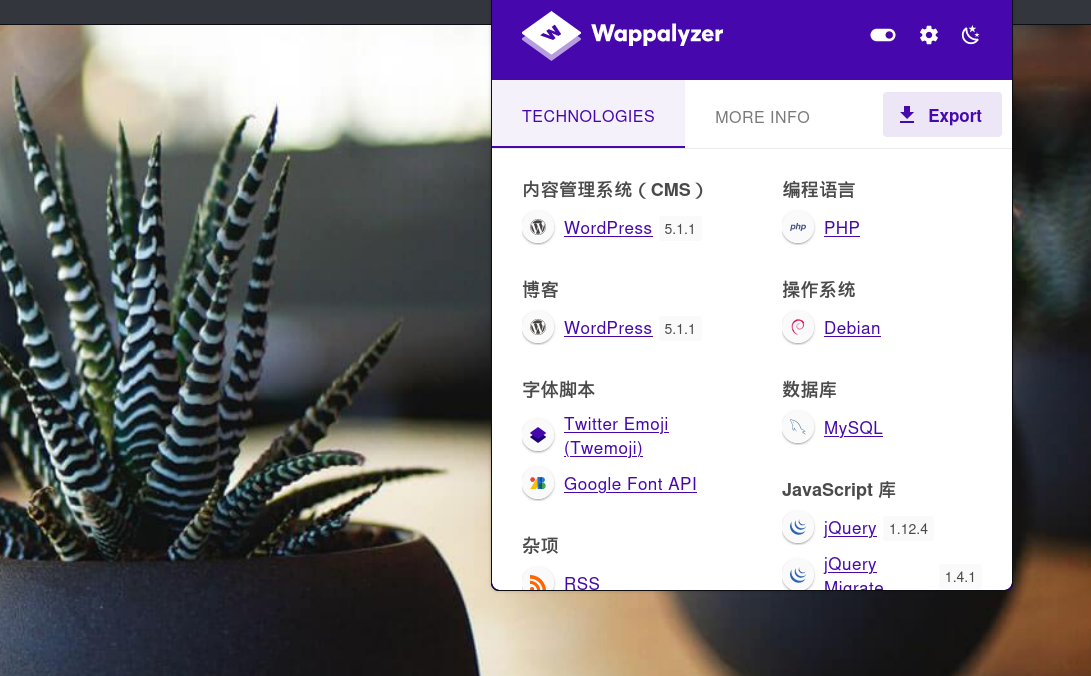 Wappalyzer
TECHNOLOGIES
MORE INFO
Export
内容管理系统（CMS）
WordPress 5.1.1
博客
WordPress 5.1.1
字体脚本
Twitter Emoji
(Twemoji)
Google Font API
杂项
RSS
编程语言
php PHP
操作系统
Debian
数据库
MySQL
JavaScript 库
jQuery 1.12.4
jQuery
Migrate 1.4.1